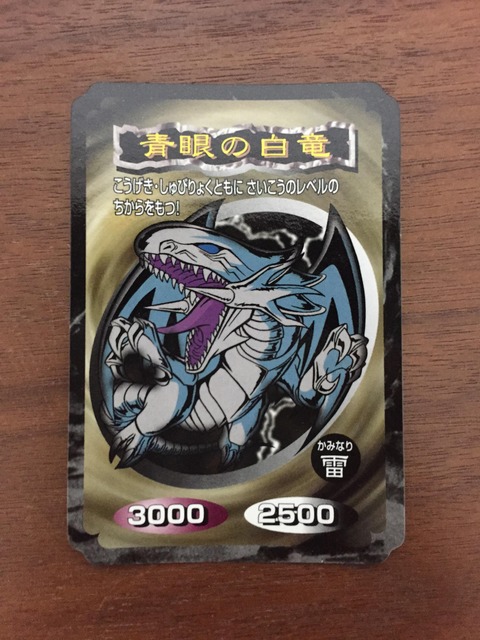 青眼の白竜
こうげき・しゅびりょくともに さいこうのレベルの
ちからをもつ!
かみなり
雷
3000 2500